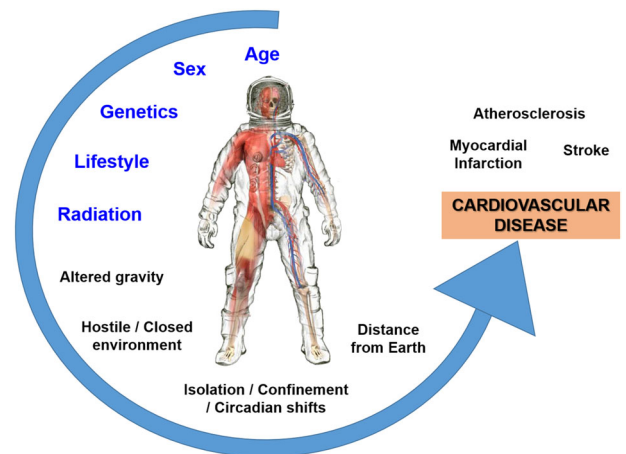 Age
Sex
Genetics
Lifestyle
Radiation
Altered gravity
Hostile / Closed
environment
Isolation / Confinement
/ Circadian shifts
Distance
from Earth
Atherosclerosis
Myocardial
Infarction
Stroke
CARDIOVASCULAR
DISEASE